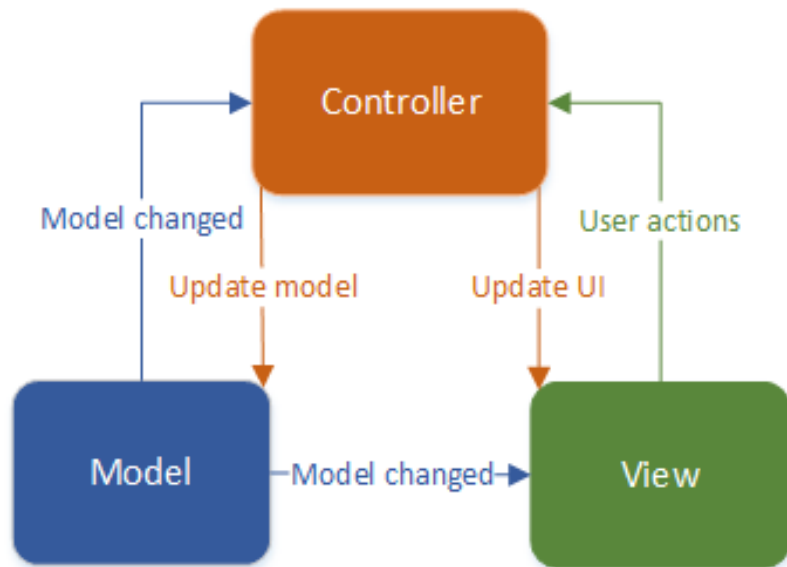 Controller
Model changed
User actions
Update model
Update UI
Model
Model changed
View